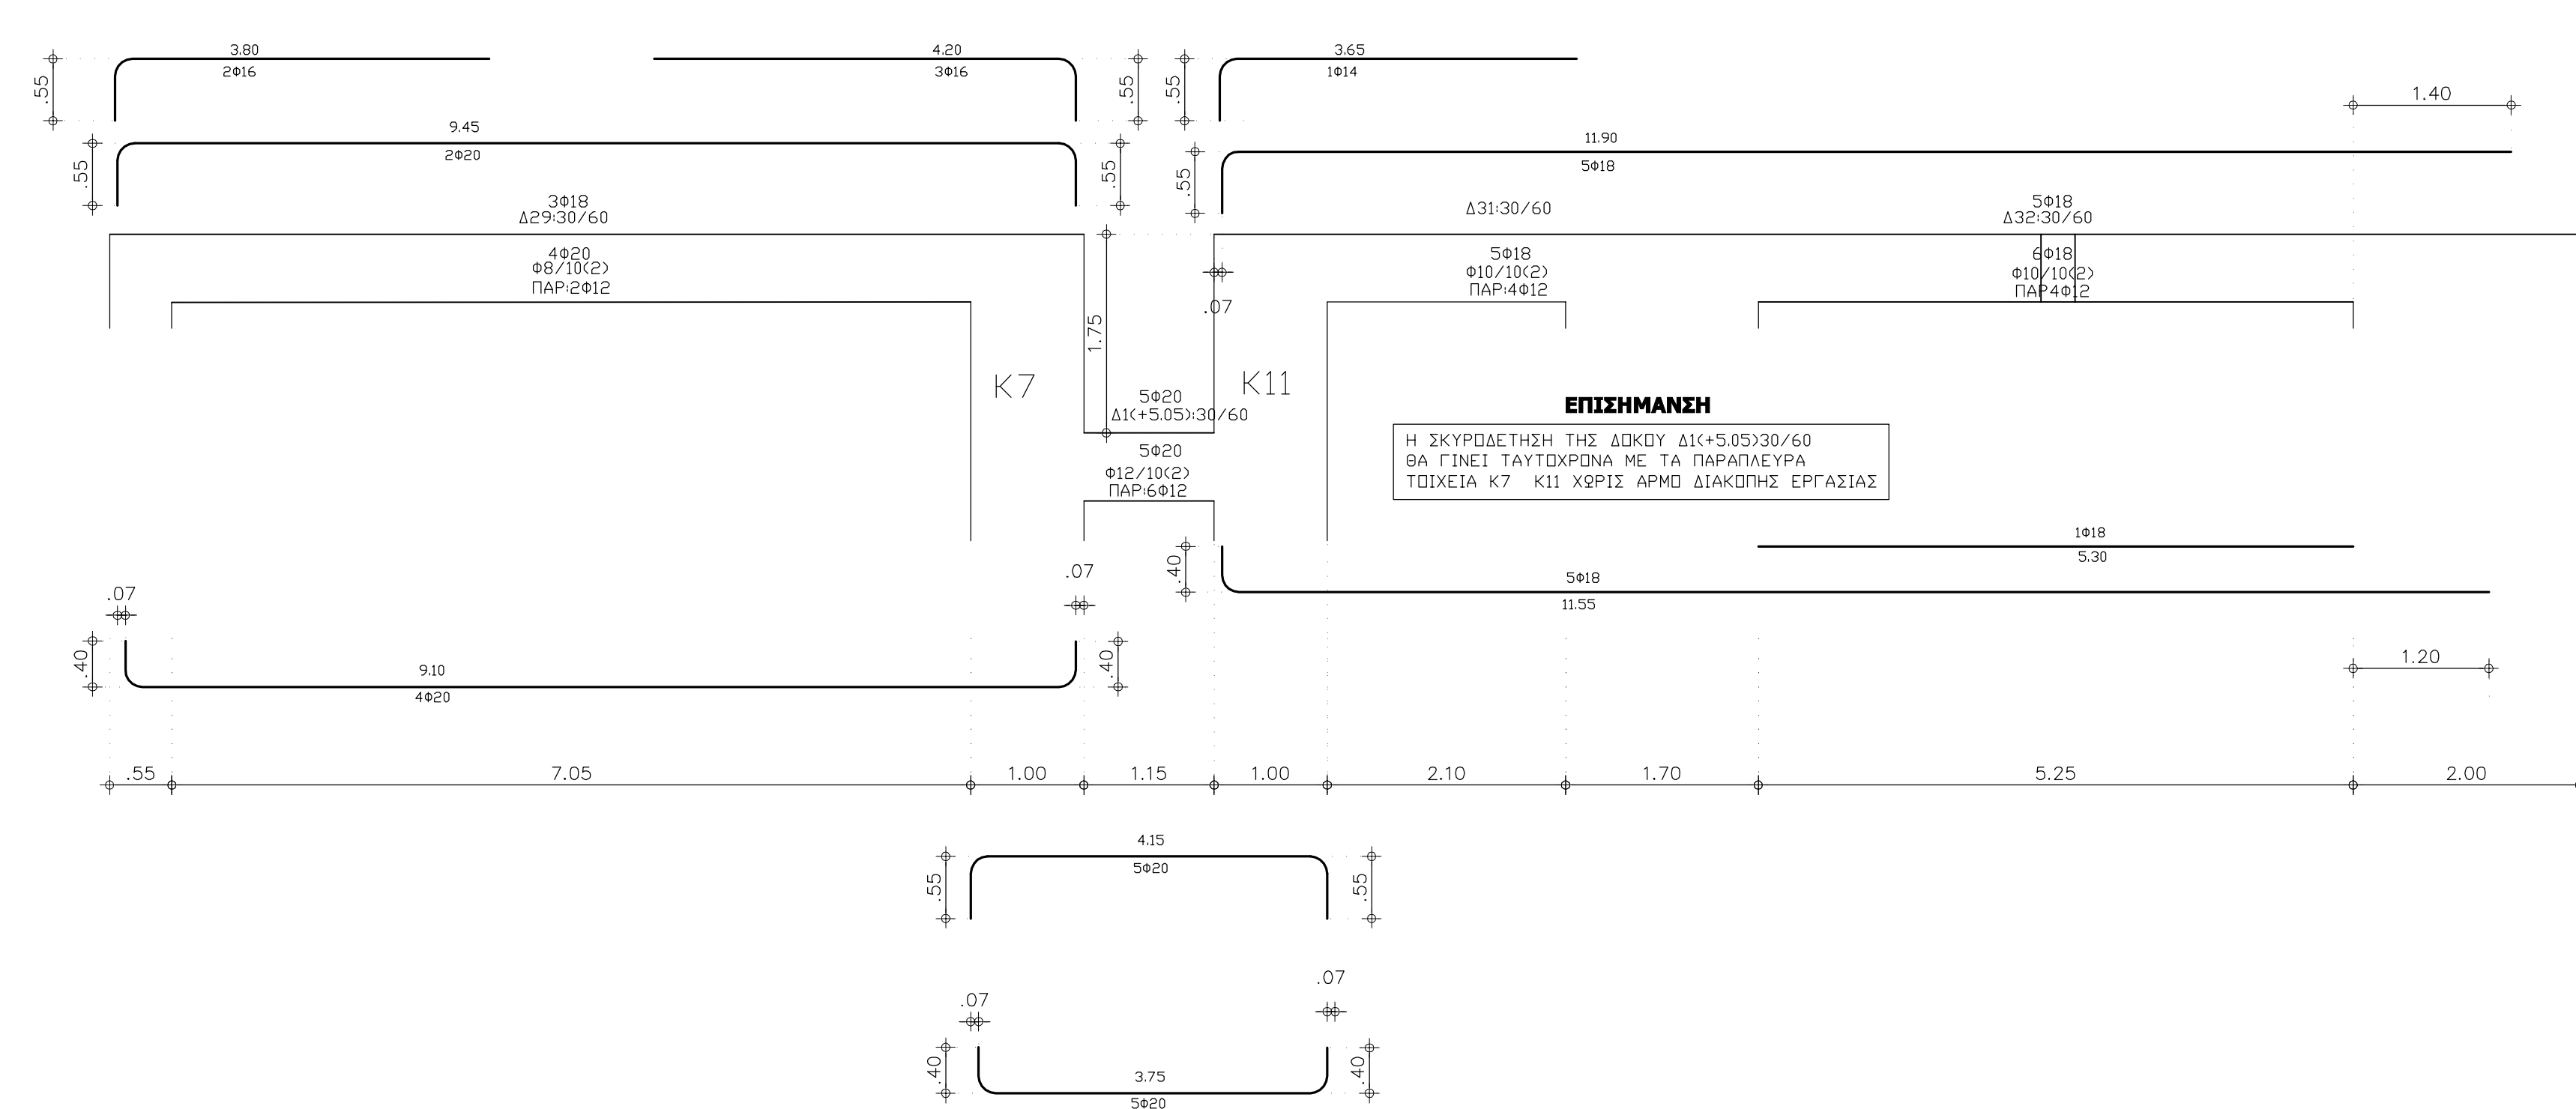 3.80
2Φ16
4.20
3Φ16
3.65
1Φ14
.55
.55
.55
1.40
9.45
2Φ20
11.90
5Φ18
.55
.55
.55
3Φ18
Δ29:30/60
Δ31:30/60
5Φ18
Δ32:30/60
4Φ20
Φ8/10(2)
ΠΑΡ:2Φ12
5Φ18
Φ10/10(2)
ΠΑΡ:4Φ12
6Φ18
Φ10/10(2)
ΠΑΡ4Φ12
.07
1.75
K7
K11
5Φ20
Δ1(+5.05):30/60
5Φ20
Φ12/10(2)
ΠΑΡ:6Φ12
ΕΠΙΣΗΜΑΝΣΗ
Η ΣΚΥΡΟΔΕΤΗΣΗ ΤΗΣ ΔΟΚΟΥ Δ1(+5.05)30/60
ΘΑ ΓΙΝΕΙ ΤΑΥΤΟΧΡΟΝΑ ΜΕ ΤΑ ΠΑΡΑΠΛΕΥΡΑ
ΤΟΙΧΕΙΑ Κ7 Κ11 ΧΩΡΙΣ ΑΡΜΟ ΔΙΑΚΟΠΗΣ ΕΡΓΑΣΙΑΣ
1Φ18
5.30
.40
5Φ18
11.55
.07
.07
.40
9.10
4Φ20
.40
1.20
.55
7.05
1.00
1.15
1.00
2.10
1.70
5.25
2.00
4.15
5Φ20
.55
.55
.07
.07
.40
3.75
5Φ20
.40